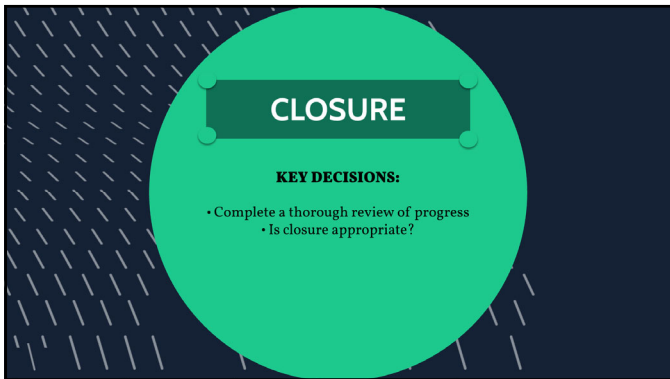 CLOSURE
KEY DECISIONS:
• Complete a thorough review of progress
• Is closure appropriate?